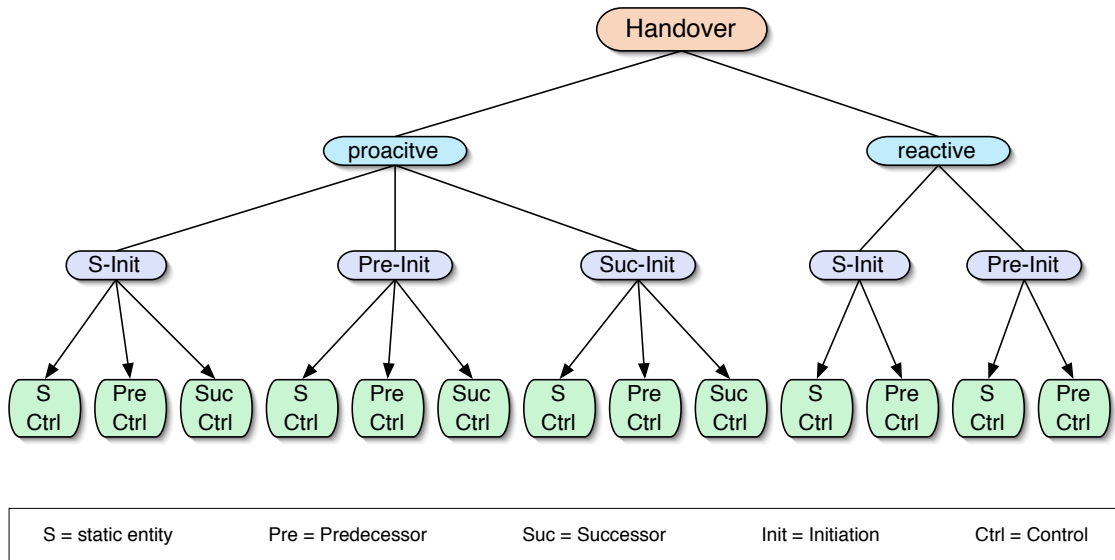 Handover
proacitve
reactive
S-Init
Pre-Init
Suc-Init
S-Init
Pre-Init
S
Ctrl
Pre
Ctrl
Suc
Ctrl
S
Ctrl
Pre
Ctrl
Suc
Ctrl
S
Ctrl
Pre
Ctrl
Suc
Ctrl
S
Ctrl
Pre
Ctrl
S
Ctrl
Pre
Ctrl
S = static entity
Pre = Predecessor
Suc = Successor
Init = Initiation
Ctrl = Control